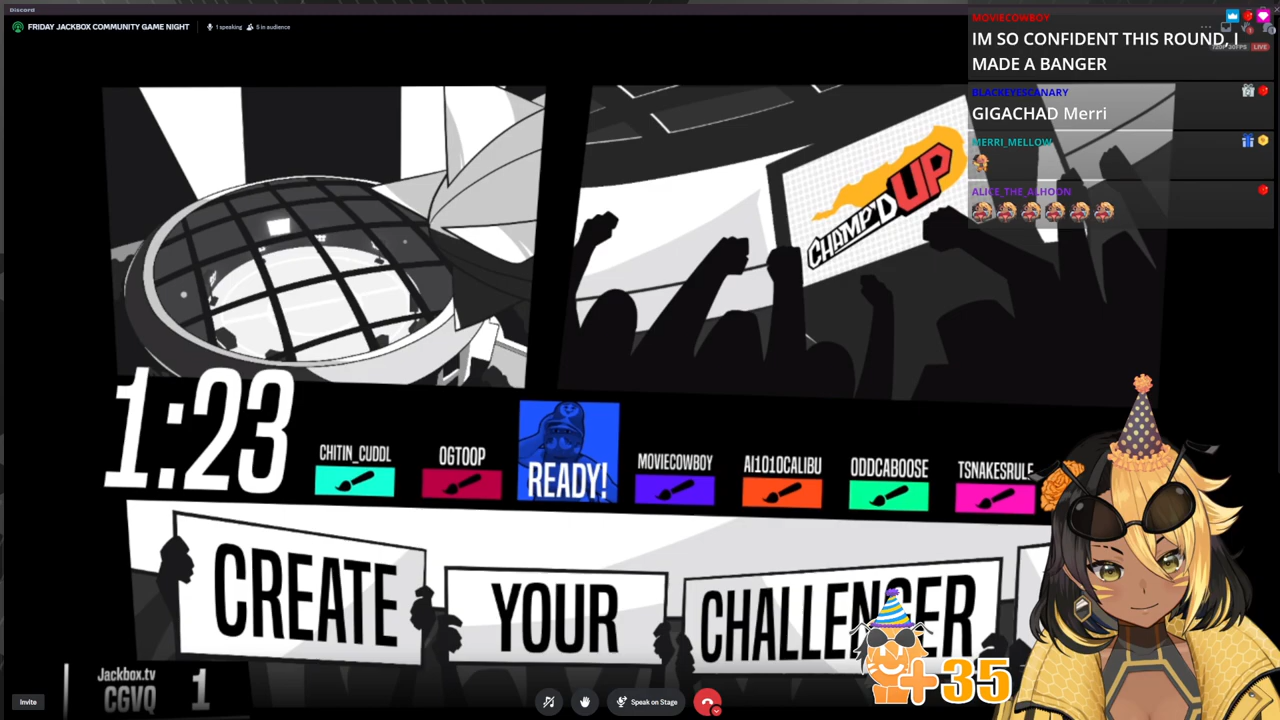 Discord
FRIDAY JACKBOX COMMUNITY GAME NIGHT
1 speaking
5 in audience
MOVIECOWBOY
IM SO CONFIDENT THIS ROUND, I
MADE A BANGER
LIVE
BLACKEYESCANARY
GIGACHAD Merri
MERRI_MELLOW
ALICE_THE_ALHOON
CHAMP'D UP
1:23
CHITIN_CUDDL
OGTOOP
READY!
MOVIECOWBOY
AI1010CALIBU
ODDCABOOSE
TSNAKESRULE
CREATE
YOUR
CHALLENGER
+35
Jackbox.tv
CGVQ
1
Invite
Speak on Stage